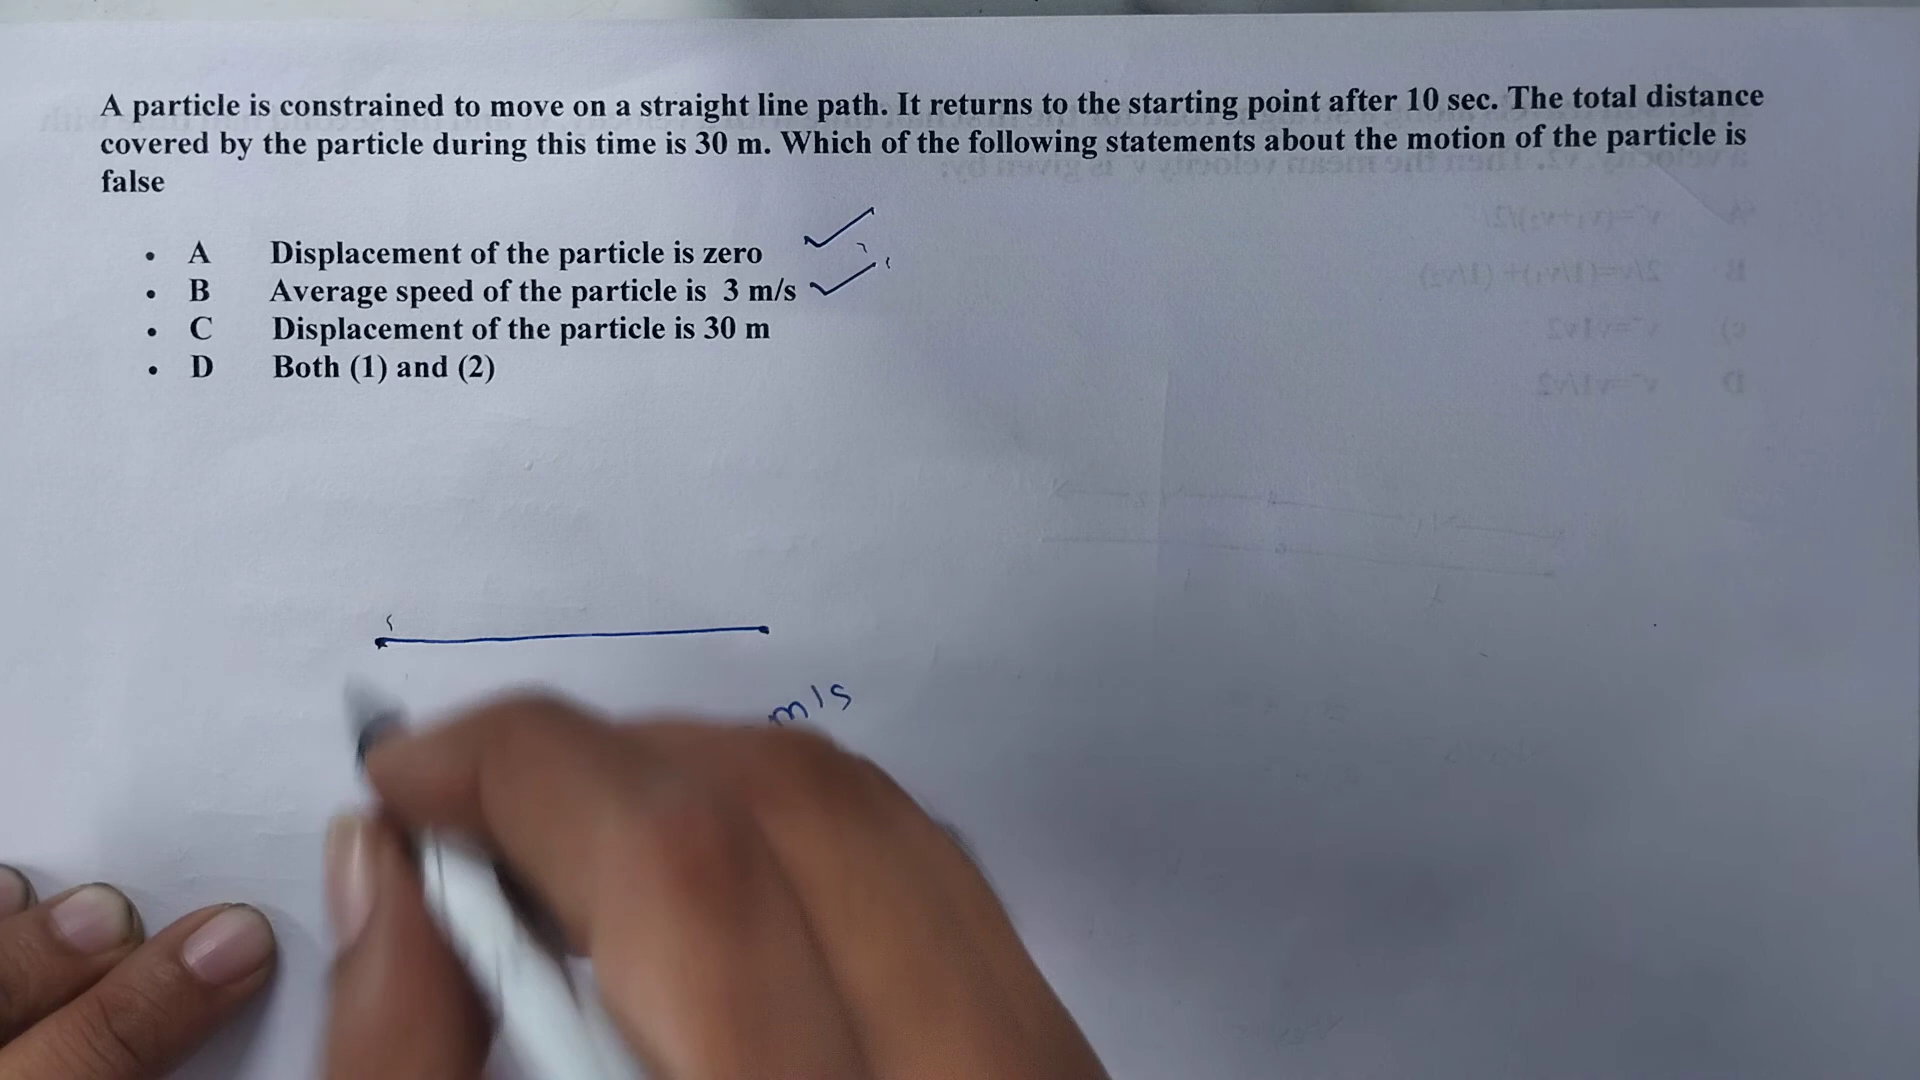 A particle is constrained to move on a straight line path. It returns to the starting point after 10 sec. The total distance
covered by the particle during this time is 30 m. Which of the following statements about the motion of the particle is
false
• A Displacement of the particle is zero
• B Average speed of the particle is 3 m/s
• C Displacement of the particle is 30 m
• D Both (1) and (2)
m/s